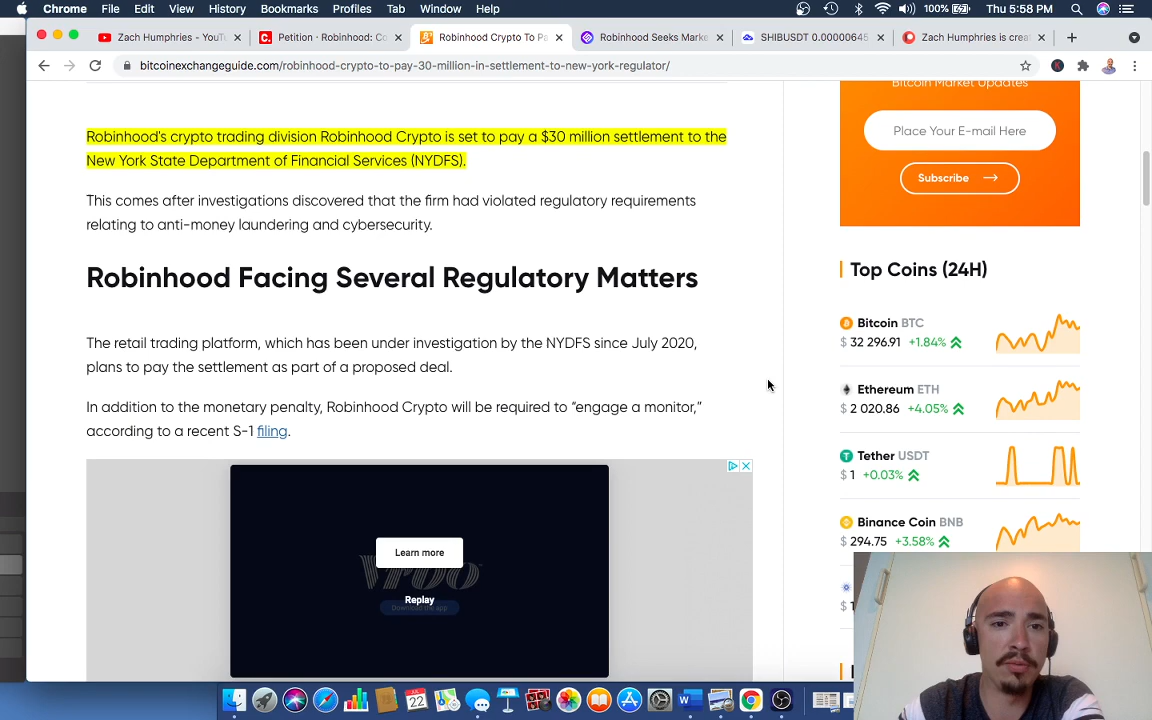 Chrome File Edit View History Bookmarks Profiles Tab Window Help 100% Thu 5:58 PM
Zach Humphries - YouT
Petition · Robinhood: Co
Robinhood Crypto To Pa
Robinhood Seeks Marke
SHIBUSDT 0.00000645
Zach Humphries is crea
bitcoinexchangeguide.com/robinhood-crypto-to-pay-30-million-in-settlement-to-new-york-regulator/
Robinhood's crypto trading division Robinhood Crypto is set to pay a $30 million settlement to the
New York State Department of Financial Services (NYDFS).
This comes after investigations discovered that the firm had violated regulatory requirements
relating to anti-money laundering and cybersecurity.
Robinhood Facing Several Regulatory Matters
The retail trading platform, which has been under investigation by the NYDFS since July 2020,
plans to pay the settlement as part of a proposed deal.
In addition to the monetary penalty, Robinhood Crypto will be required to “engage a monitor,”
according to a recent S-1 filing.
Learn more
vroo
Replay
Download the app
Bitcoin Market Updates
Place Your E-mail Here
Subscribe
Top Coins (24H)
Bitcoin BTC
$ 32 296.91 +1.84%
Ethereum ETH
$ 2 020.86 +4.05%
Tether USDT
$ 1 +0.03%
Binance Coin BNB
$ 294.75 +3.58%
$ 1
JUL
22
W